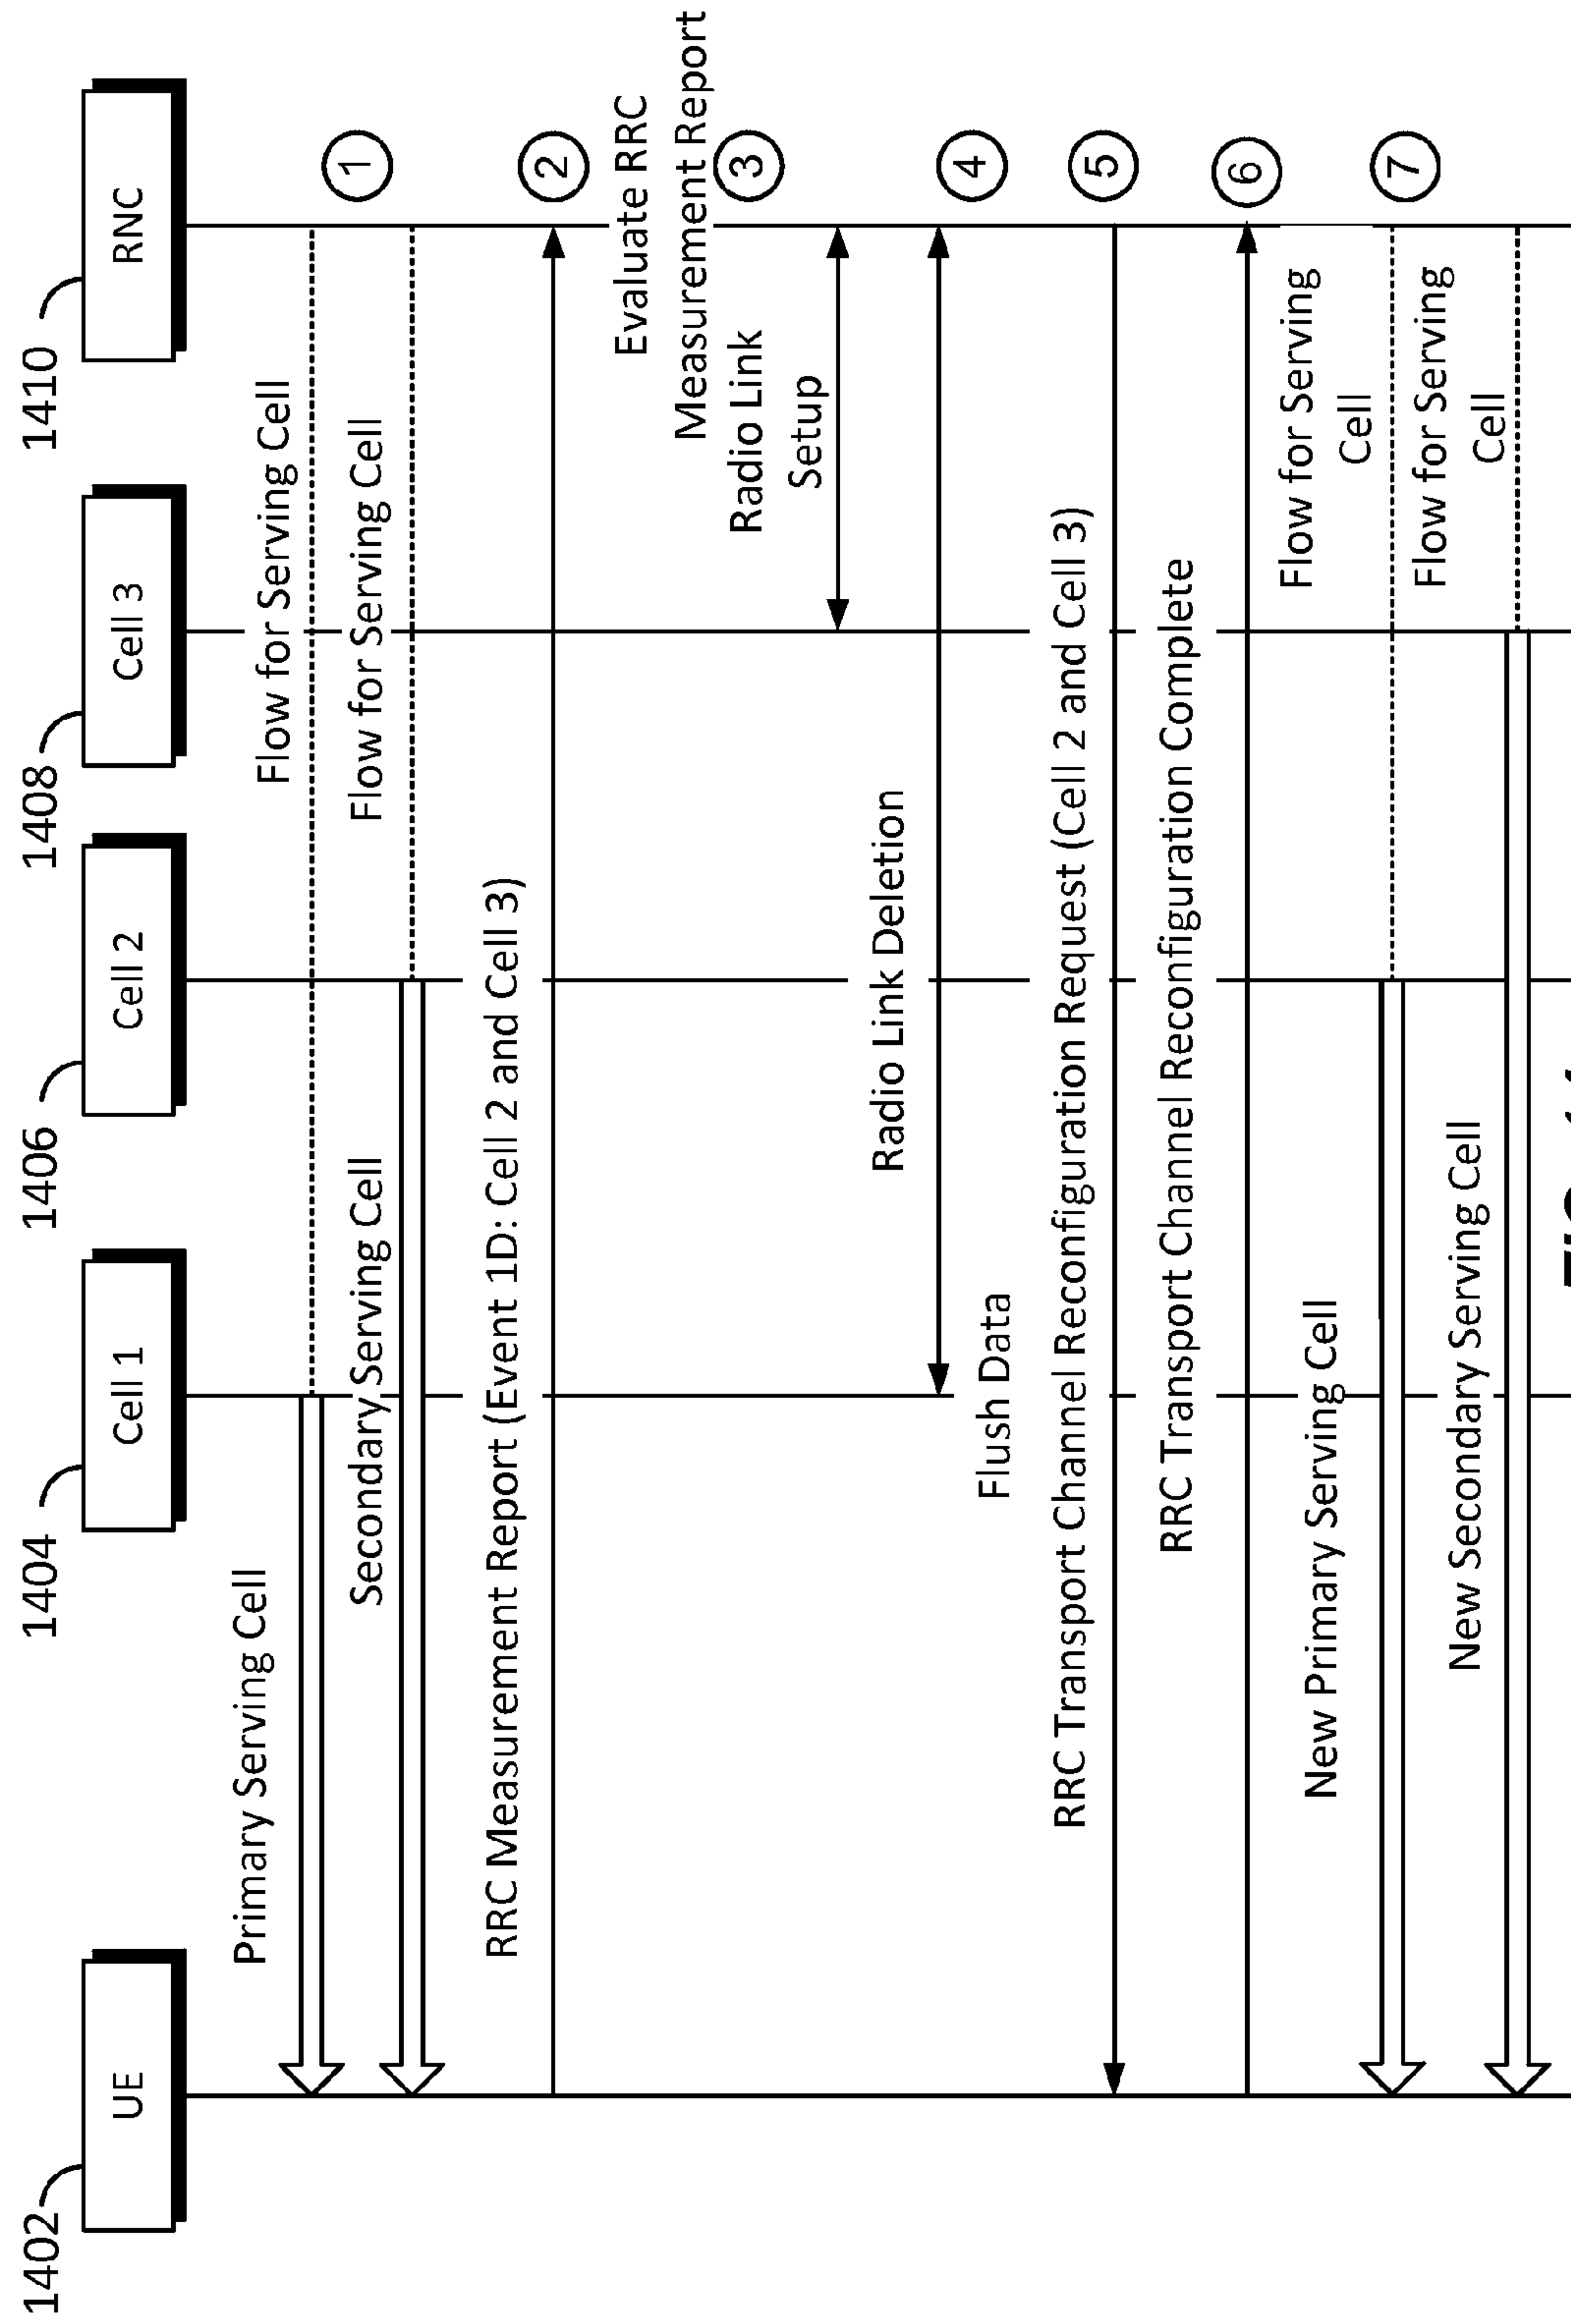 1402
UE
1404
Cell 1
1406
Cell 2
1408
Cell 3
1410
RNC
Primary Serving Cell
Flow for Serving Cell
1
Secondary Serving Cell
Flow for Serving Cell
RRC Measurement Report (Event 1D: Cell 2 and Cell 3)
2
Evaluate RRC
Measurement Report
3
Radio Link
Setup
Radio Link Deletion
4
Flush Data
RRC Transport Channel Reconfiguration Request (Cell 2 and Cell 3)
5
RRC Transport Channel Reconfiguration Complete
6
New Primary Serving Cell
Flow for Serving
Cell
7
New Secondary Serving Cell
Flow for Serving
Cell